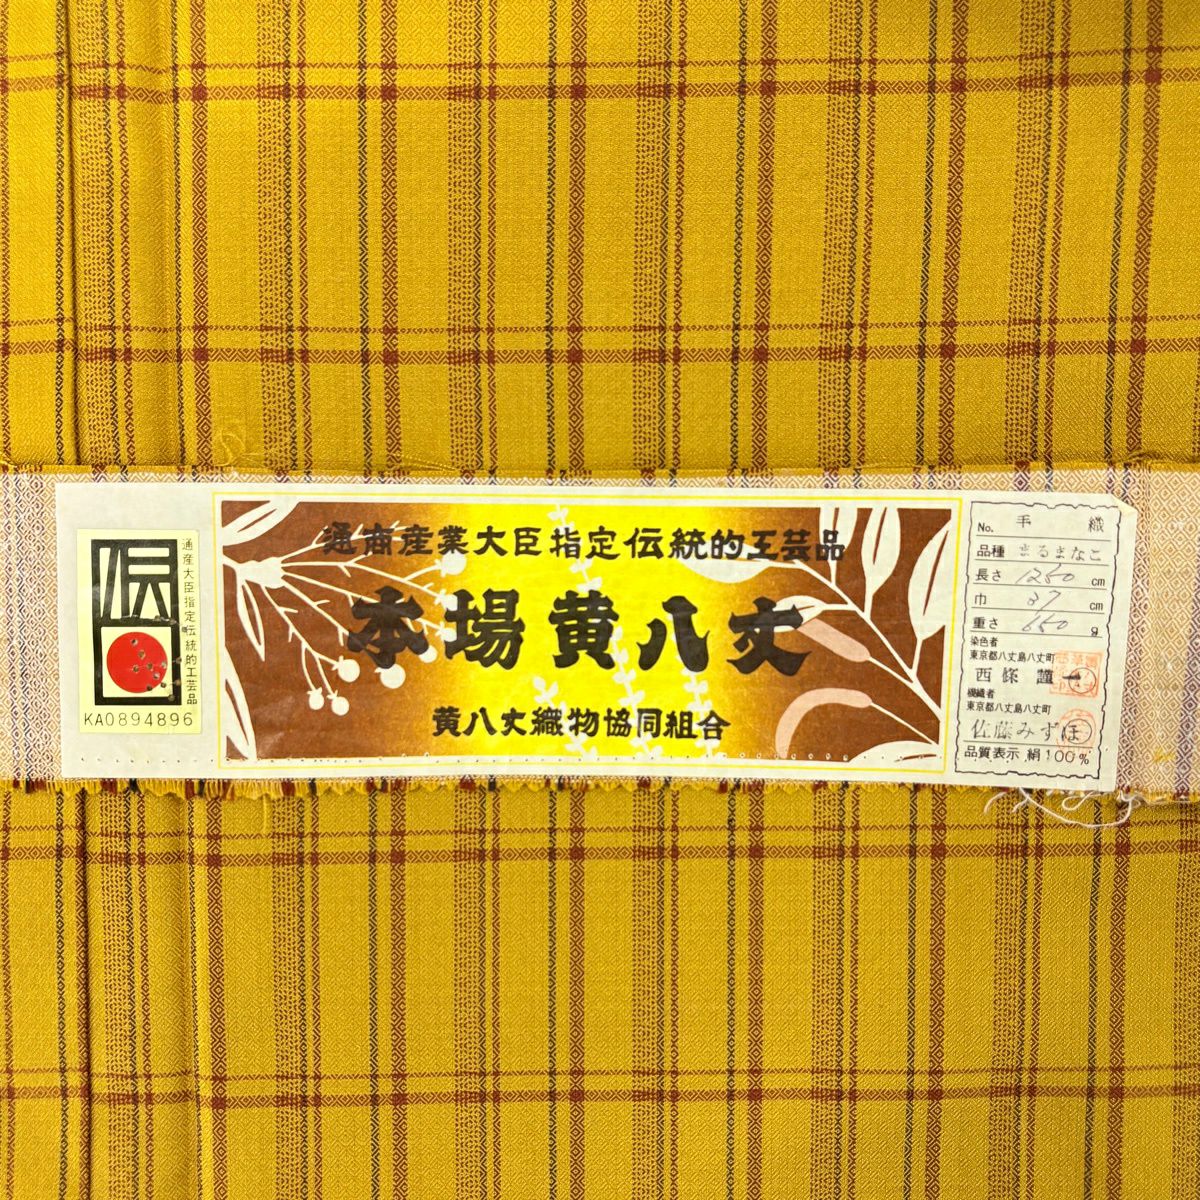 通産大臣指定伝統的工芸品
伝
KA0894896
通商産業大臣指定伝統的工芸品
本場黄八丈
黄八丈織物協同組合
No. 手織
品種 まるまなこ
長さ 1260 cm
巾 37 cm
重さ 660 g
染色者
東京都八丈島八丈町
西條
機織者
東京都八丈島八丈町
佐藤みずほ
品質表示 絹100%